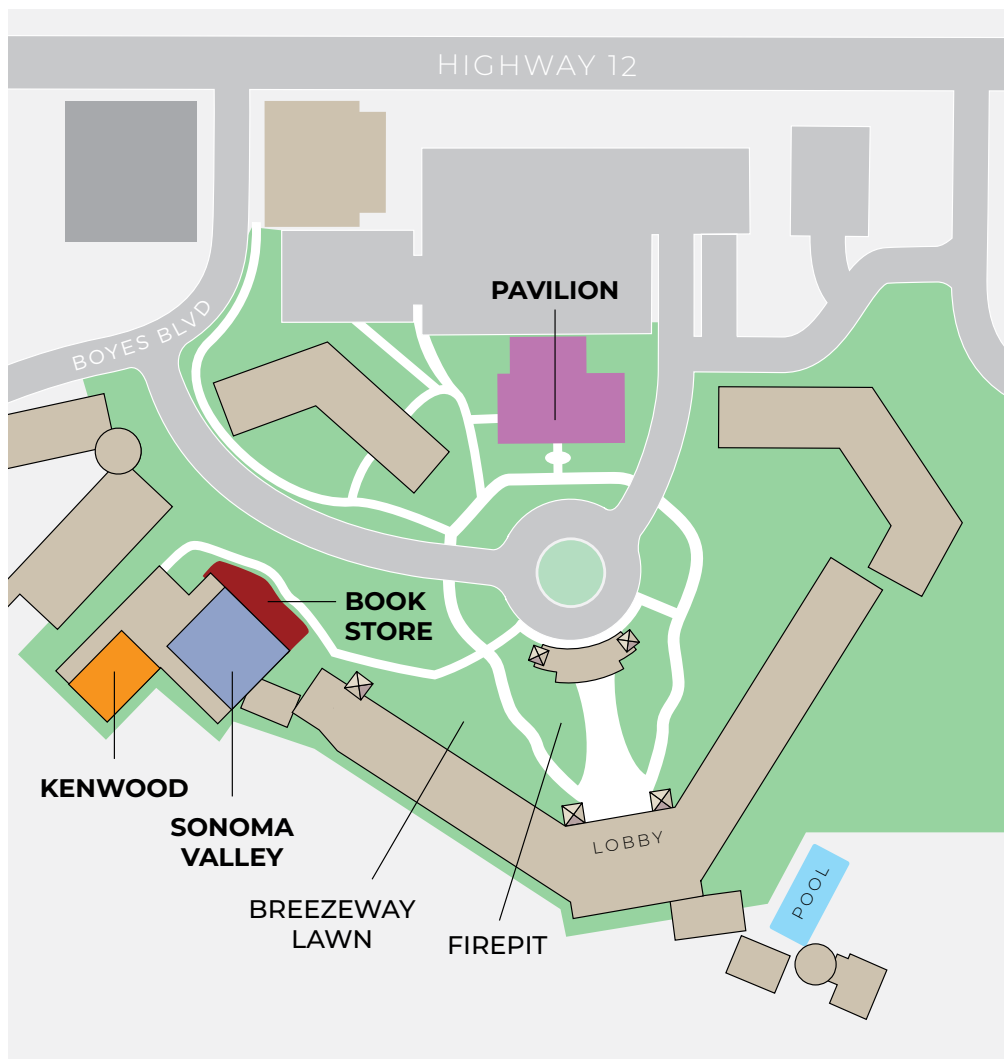 HIGHWAY 12
PAVILION
BOYES BLVD
BOOK
STORE
KENWOOD
SONOMA
VALLEY
LOBBY
POOL
BREEZEWAY
LAWN
FIREPIT